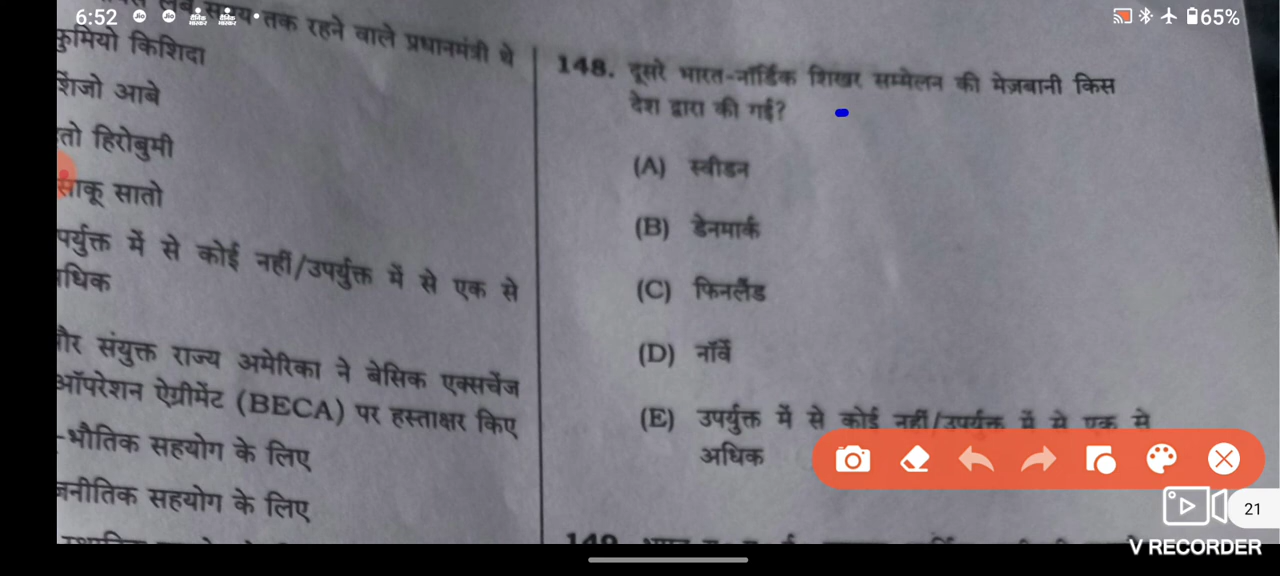 6:52
65%
समय तक रहने वाले प्रधानमंत्री थे
फुमियो किशिदा
शिंजो आबे
तो हिरोबुमी
साकू सातो
पर्युक्त में से कोई नहीं/उपर्युक्त में से एक से
धिक
और संयुक्त राज्य अमेरिका ने बेसिक एक्सचेंज
ऑपरेशन ऐग्रीमेंट (BECA) पर हस्ताक्षर किए
-भौतिक सहयोग के लिए
जनीतिक सहयोग के लिए
148. दूसरे भारत-नॉर्डिक शिखर सम्मेलन की मेज़बानी किस
देश द्वारा की गई?
(A) स्वीडन
(B) डेनमार्क
(C) फिनलैंड
(D) नॉर्वे
(E) उपर्युक्त में से कोई नहीं/उपर्युक्त में से एक से
अधिक
149
21
V RECORDER